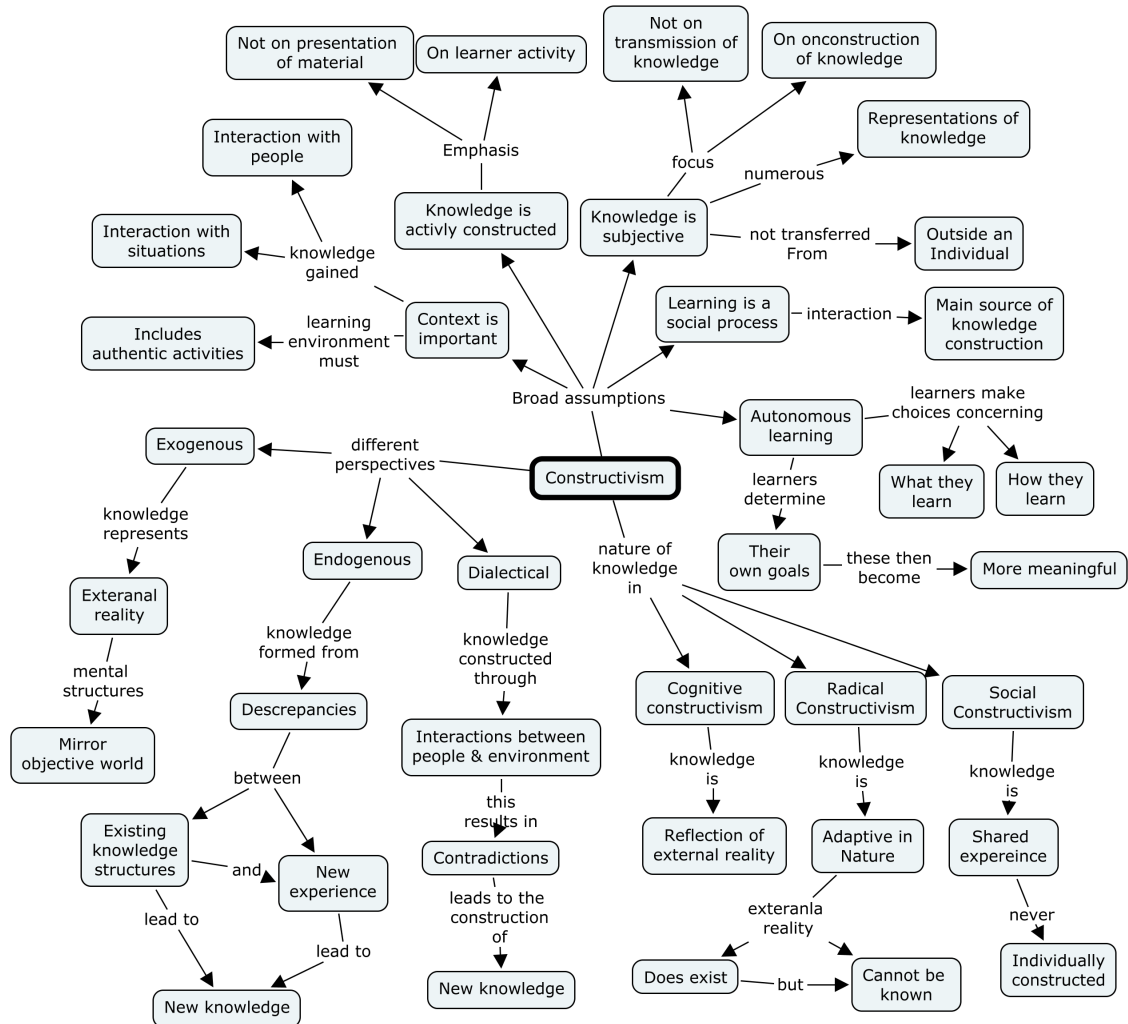 Not on presentation
of material
On learner activity
Not on
transmission of
knowledge
On onconstruction
of knowledge
Representations of
knowledge
Interaction with
people
Emphasis
focus
numerous
Knowledge is
activly constructed
Knowledge is
subjective
not transferred
From
Outside an
Individual
Interaction with
situations
knowledge
gained
Learning is a
social process
interaction
Main source of
knowledge
construction
Includes
authentic activities
learning
environment
must
Context is
important
Broad assumptions
Autonomous
learning
learners make
choices concerning
What they
learn
How they
learn
learners
determine
Their
own goals
these then
become
More meaningful
Constructivism
different
perspectives
Exogenous
knowledge
represents
Exteranal
reality
mental
structures
Mirror
objective world
Endogenous
knowledge
formed from
Descrepancies
between
Existing
knowledge
structures
and
New
experience
lead to
lead to
New knowledge
Dialectical
knowledge
constructed
through
Interactions between
people & environment
this
results in
Contradictions
leads to the
construction
of
New knowledge
nature of
knowledge
in
Cognitive
constructivism
knowledge
is
Reflection of
external reality
Radical
Constructivism
knowledge
is
Adaptive in
Nature
exteranla
reality
Does exist
but
Cannot be
known
Social
Constructivism
knowledge
is
Shared
expereince
never
Individually
constructed